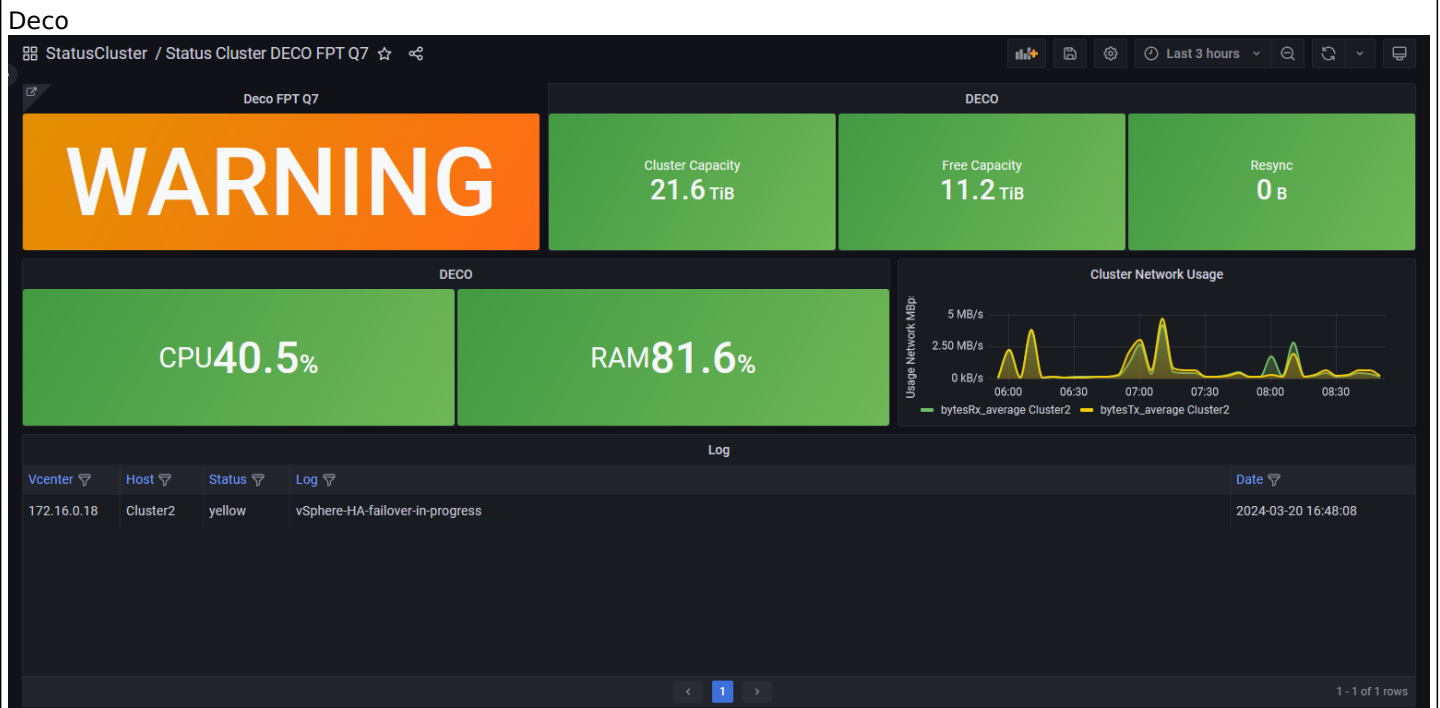 Deco
StatusCluster / Status Cluster DECO FPT Q7
Last 3 hours
Deco FPT Q7
WARNING
DECO
Cluster Capacity
21.6 TiB
Free Capacity
11.2 TiB
Resync
0 B
DECO
CPU40.5%
RAM81.6%
Cluster Network Usage
Usage Network MBp:
5 MB/s
2.50 MB/s
0 kB/s
06:00 06:30 07:00 07:30 08:00 08:30
bytesRx_average Cluster2 bytesTx_average Cluster2
Log
Vcenter Host Status Log Date
172.16.0.18 Cluster2 yellow vSphere-HA-failover-in-progress 2024-03-20 16:48:08
1
1 - 1 of 1 rows